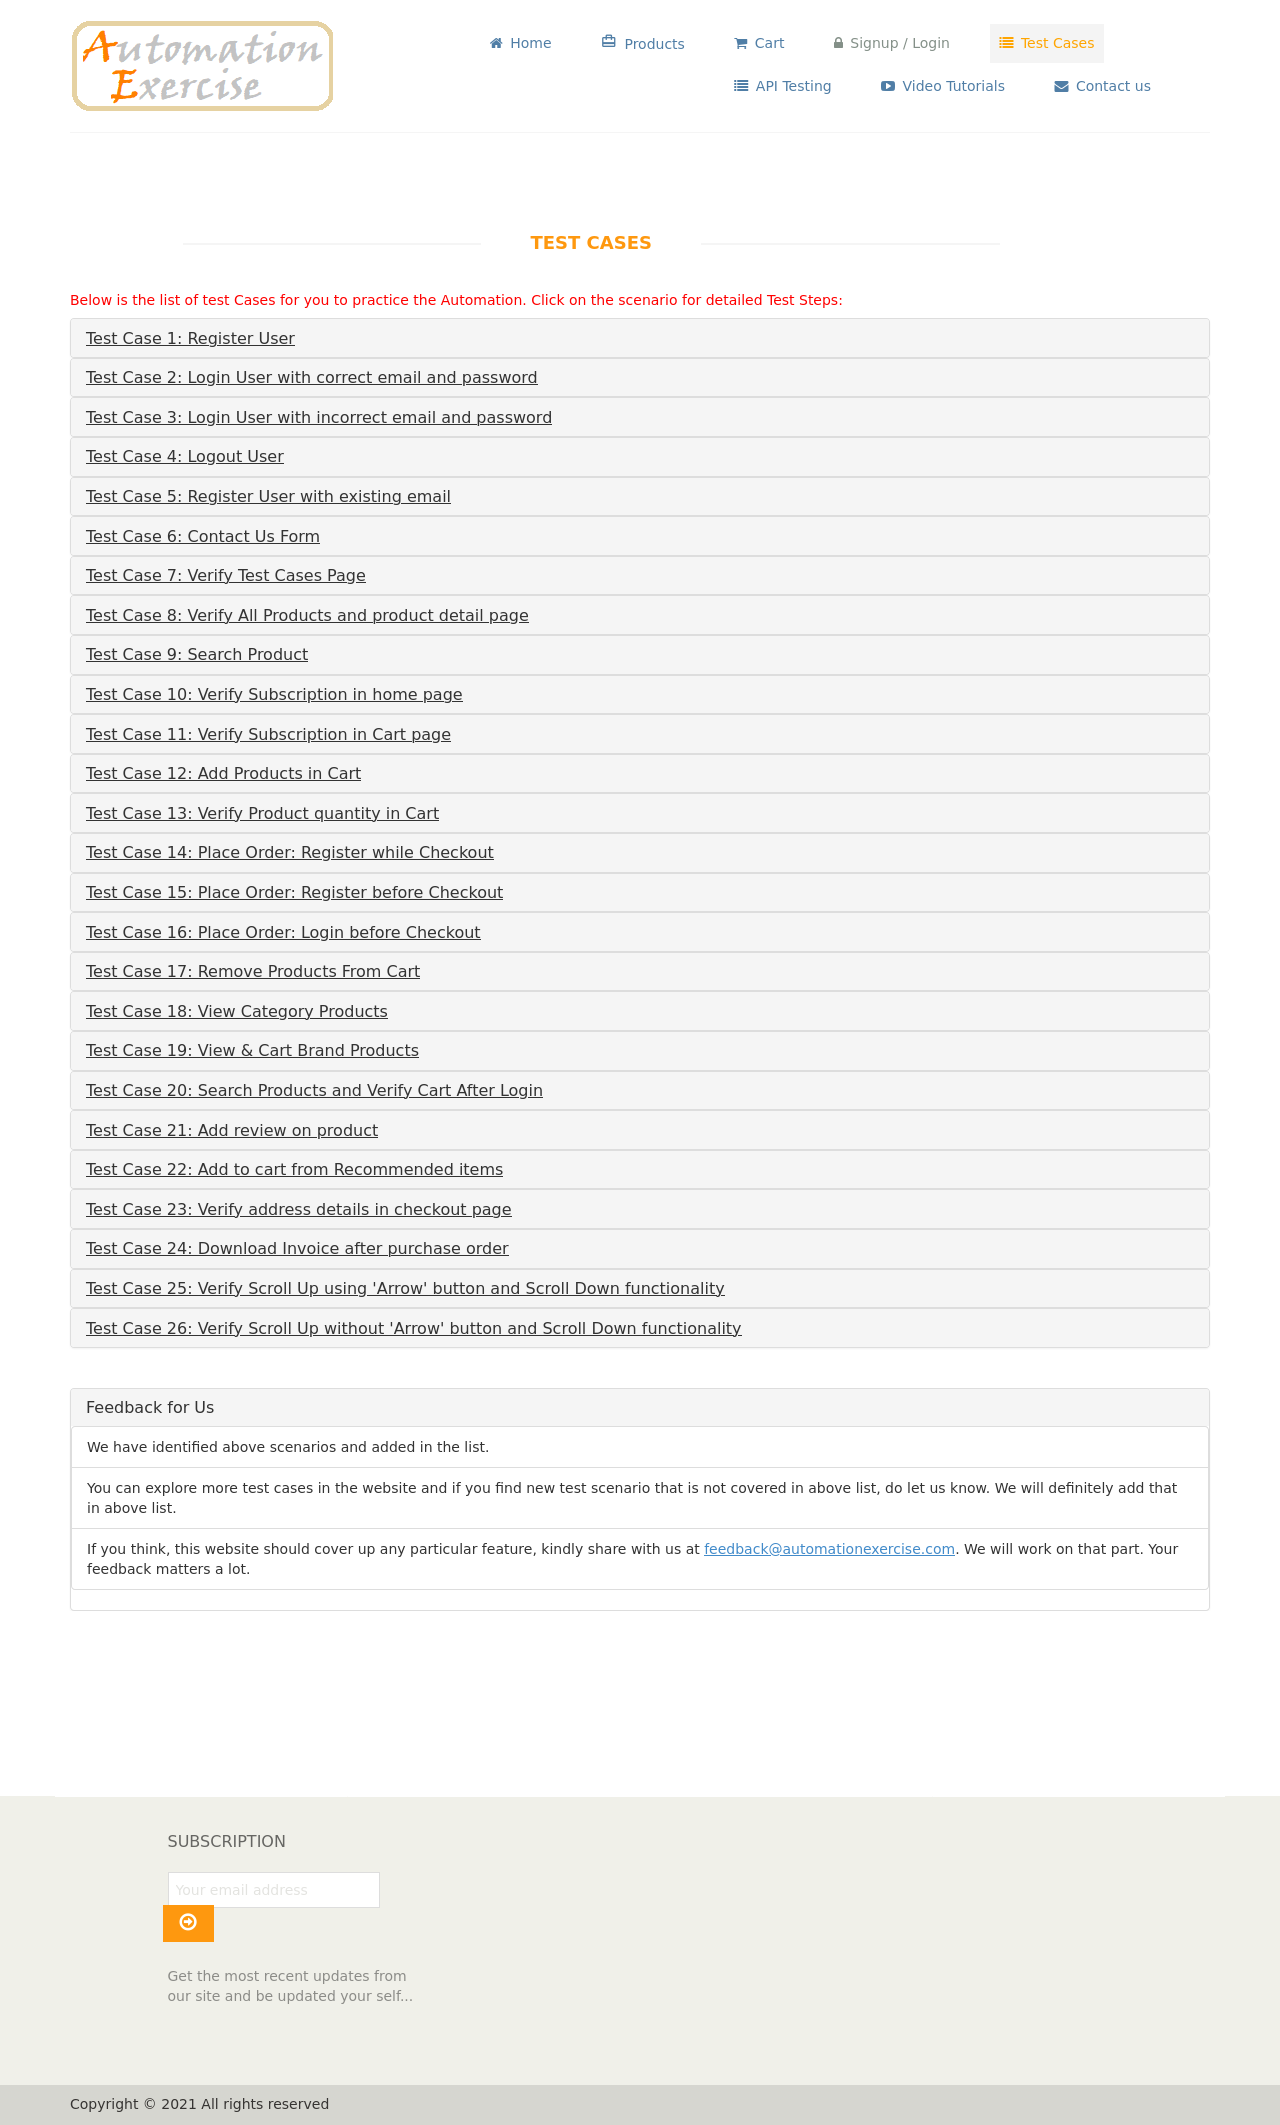 Automation
Exercise
Home
Products
Cart
Signup / Login
Test Cases
API Testing
Video Tutorials
Contact us
TEST CASES
Below is the list of test Cases for you to practice the Automation. Click on the scenario for detailed Test Steps:
Test Case 1: Register User
Test Case 2: Login User with correct email and password
Test Case 3: Login User with incorrect email and password
Test Case 4: Logout User
Test Case 5: Register User with existing email
Test Case 6: Contact Us Form
Test Case 7: Verify Test Cases Page
Test Case 8: Verify All Products and product detail page
Test Case 9: Search Product
Test Case 10: Verify Subscription in home page
Test Case 11: Verify Subscription in Cart page
Test Case 12: Add Products in Cart
Test Case 13: Verify Product quantity in Cart
Test Case 14: Place Order: Register while Checkout
Test Case 15: Place Order: Register before Checkout
Test Case 16: Place Order: Login before Checkout
Test Case 17: Remove Products From Cart
Test Case 18: View Category Products
Test Case 19: View & Cart Brand Products
Test Case 20: Search Products and Verify Cart After Login
Test Case 21: Add review on product
Test Case 22: Add to cart from Recommended items
Test Case 23: Verify address details in checkout page
Test Case 24: Download Invoice after purchase order
Test Case 25: Verify Scroll Up using 'Arrow' button and Scroll Down functionality
Test Case 26: Verify Scroll Up without 'Arrow' button and Scroll Down functionality
Feedback for Us
We have identified above scenarios and added in the list.
You can explore more test cases in the website and if you find new test scenario that is not covered in above list, do let us know. We will definitely add that
in above list.
If you think, this website should cover up any particular feature, kindly share with us at feedback@automationexercise.com. We will work on that part. Your
feedback matters a lot.
SUBSCRIPTION
Your email address
Get the most recent updates from
our site and be updated your self...
Copyright © 2021 All rights reserved